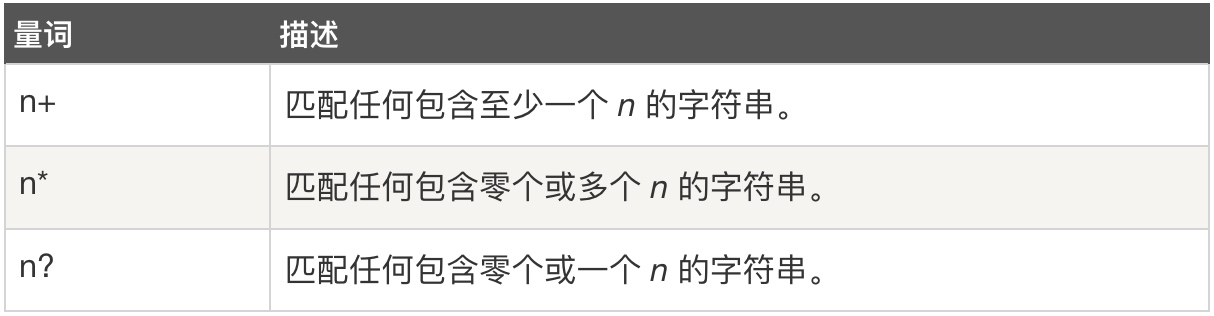 量词 描述
n+ 匹配任何包含至少一个 n 的字符串。
n* 匹配任何包含零个或多个 n 的字符串。
n? 匹配任何包含零个或一个 n 的字符串。